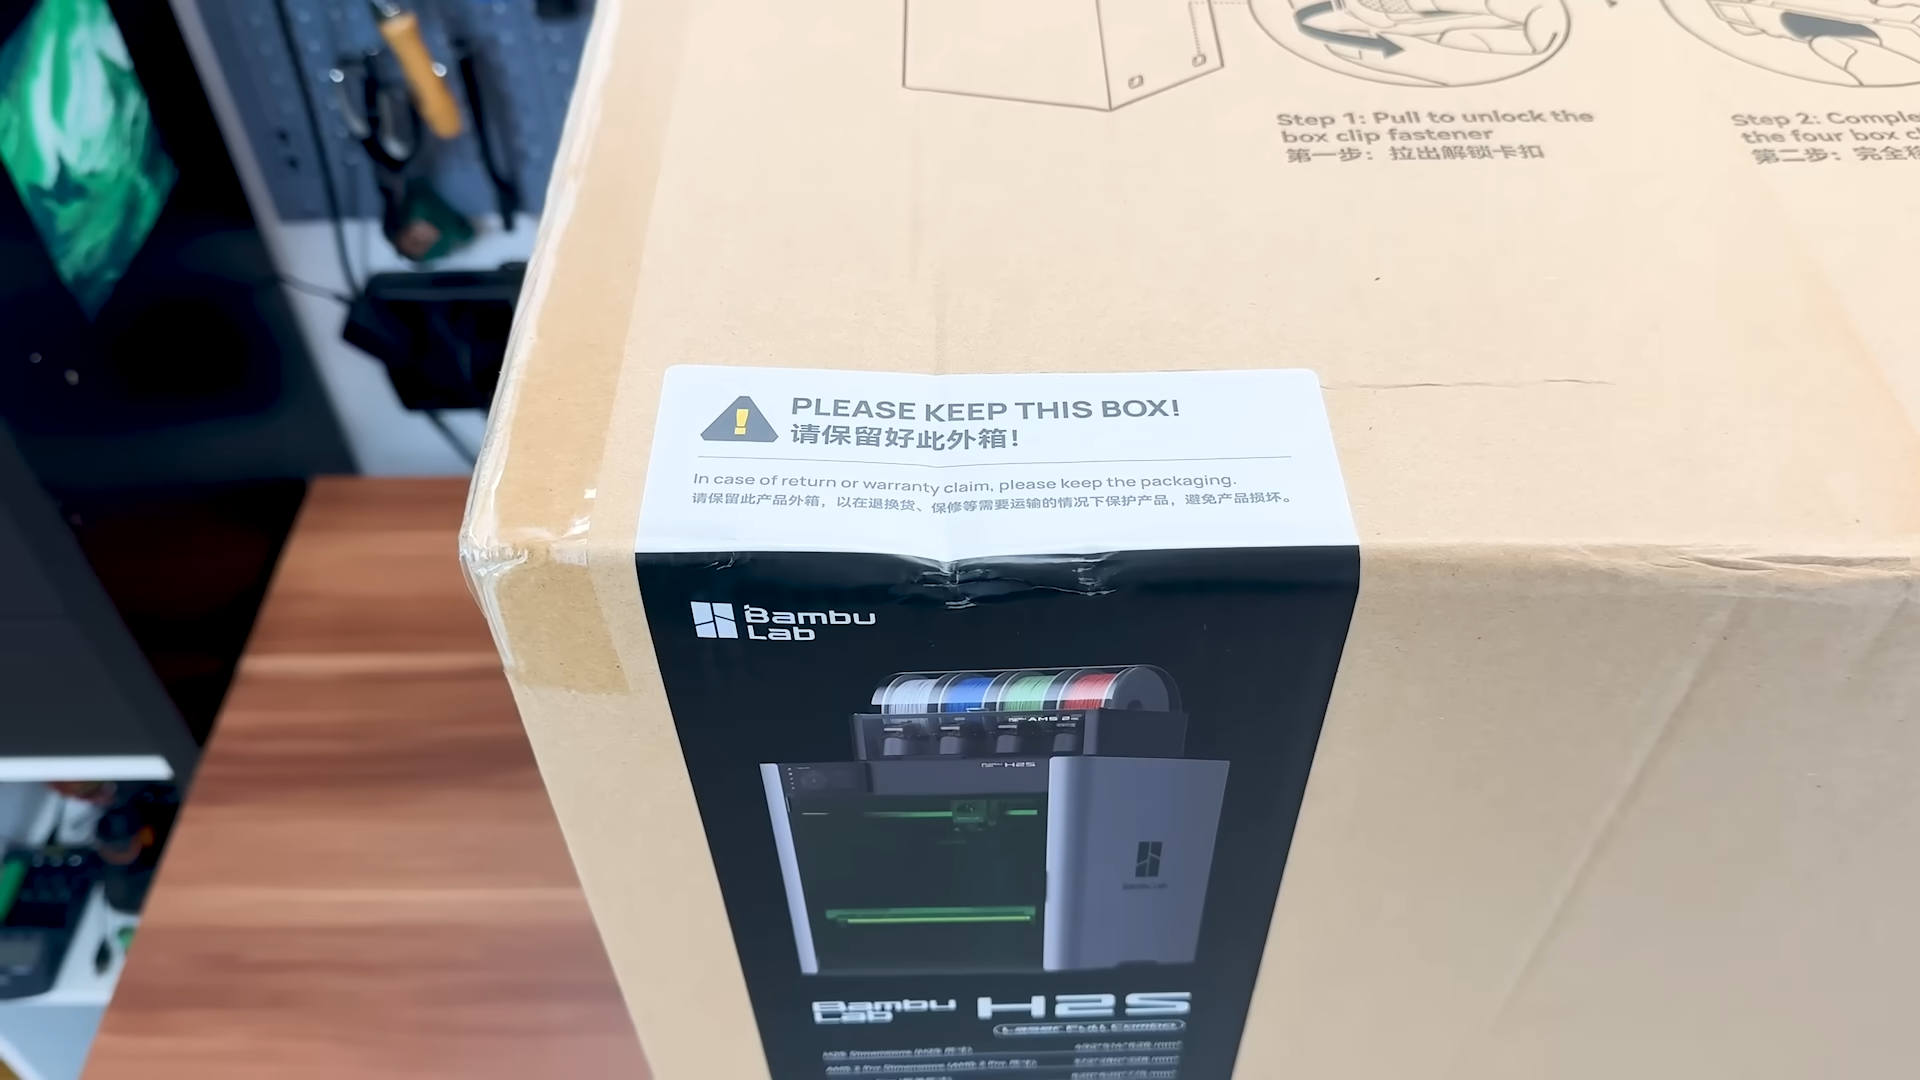 Step 1: Pull to unlock the
box clip fastener
第一步：拉出解锁卡扣
Step 2: Comple
the four box c
第二步：完全
PLEASE KEEP THIS BOX!
请保留好此外箱！
In case of return or warranty claim, please keep the packaging.
请保留此产品外箱，以在退换货、保修等需要运输的情况下保护产品，避免产品损坏。
Bambu
Lab
AMS 2
H2S
Bambu
Lab
H2S
Laser Full Combo